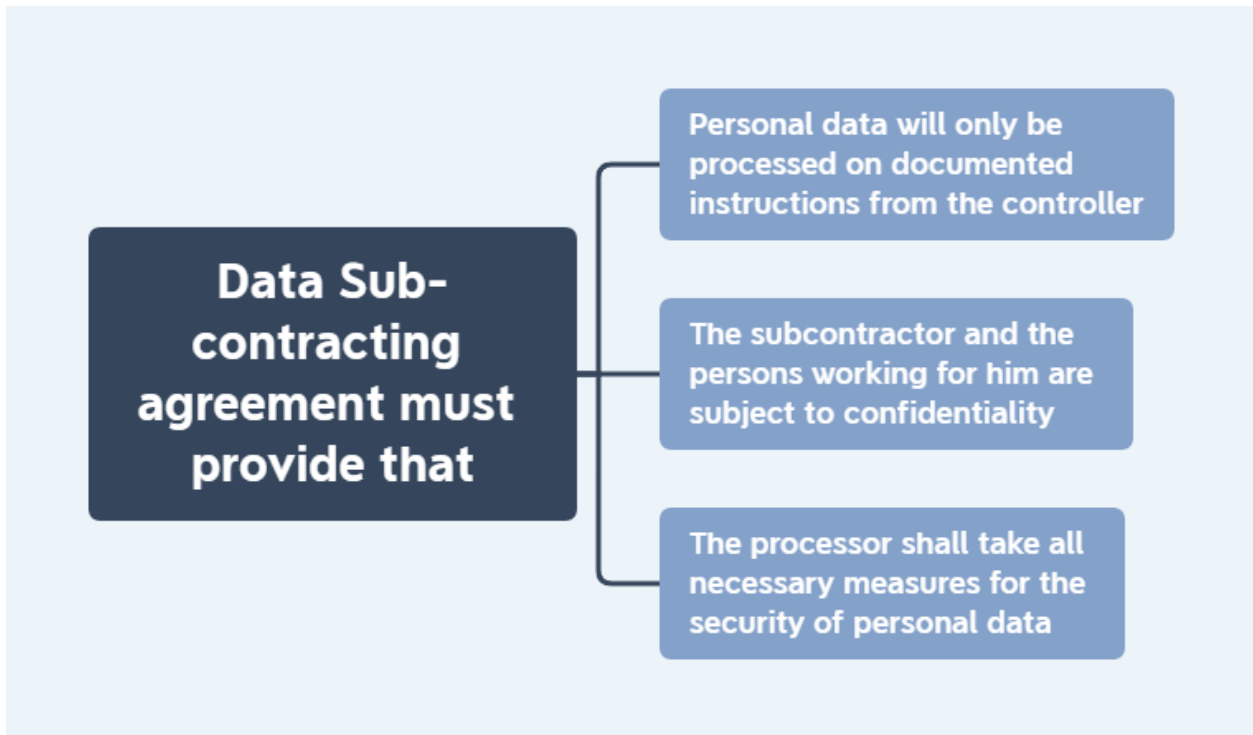 Data Sub-
contracting
agreement must
provide that
Personal data will only be
processed on documented
instructions from the controller
The subcontractor and the
persons working for him are
subject to confidentiality
The processor shall take all
necessary measures for the
security of personal data